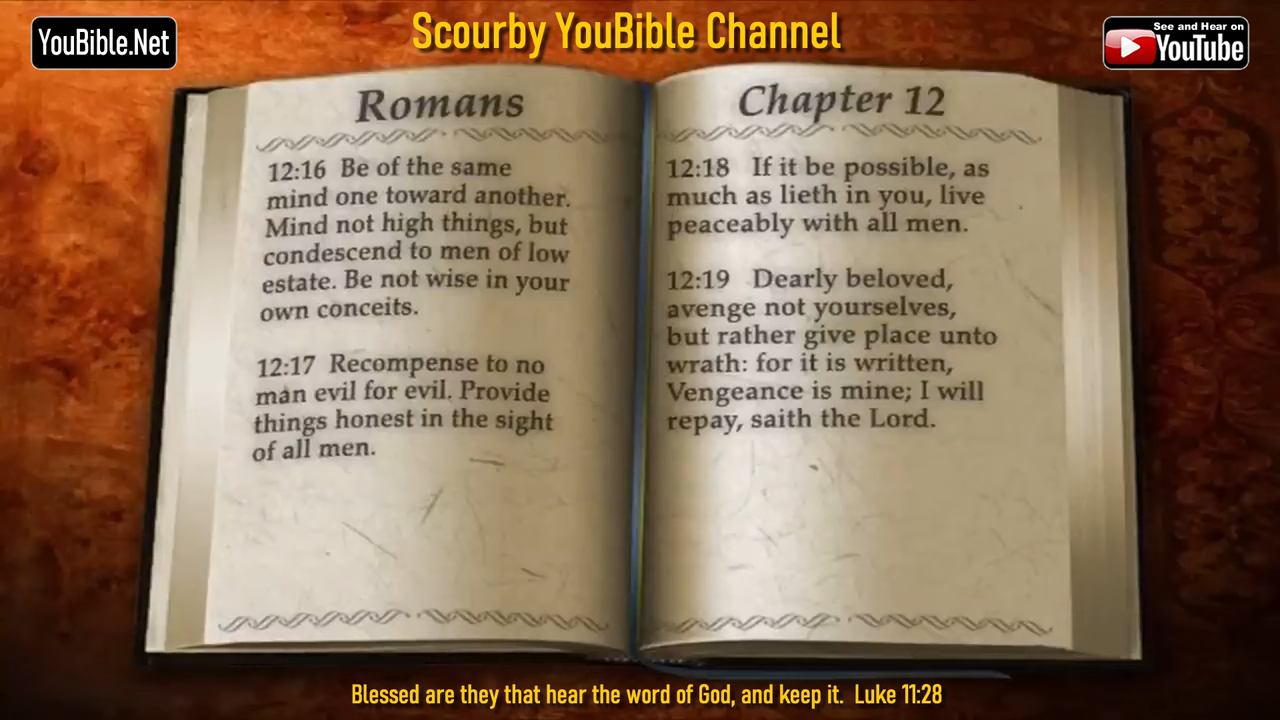 YouBible.Net
Scourby YouBible Channel
See and Hear on
YouTube
Romans
12:16 Be of the same
mind one toward another.
Mind not high things, but
condescend to men of low
estate. Be not wise in your
own conceits.
12:17 Recompense to no
man evil for evil. Provide
things honest in the sight
of all men.
Chapter 12
12:18 If it be possible, as
much as lieth in you, live
peaceably with all men.
12:19 Dearly beloved,
avenge not yourselves,
but rather give place unto
wrath: for it is written,
Vengeance is mine; I will
repay, saith the Lord.
Blessed are they that hear the word of God, and keep it. Luke 11:28